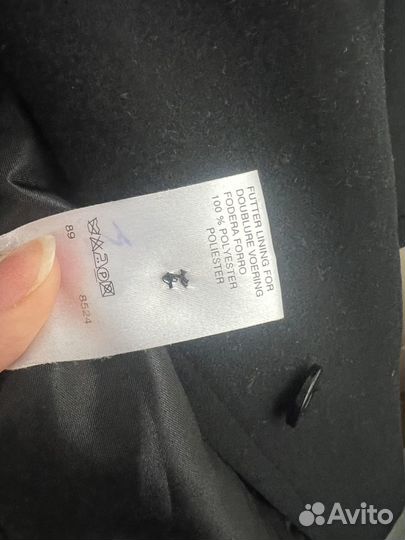 FUTTER LINING FOR
DOUBLURE VOERING
FODERA FORRO
100 % POLYESTER
POLIESTER
89
8524
Avito